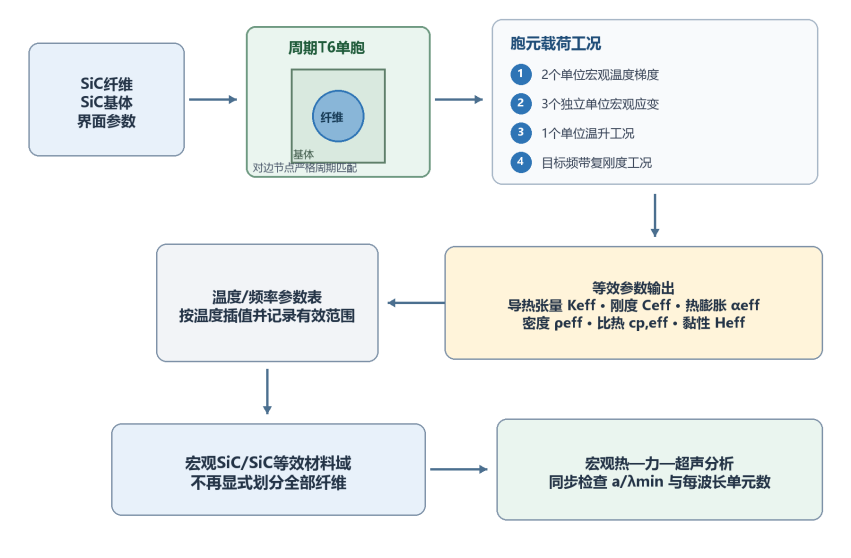 SiC纤维
SiC基体
界面参数
周期T6单胞
纤维
基体
对边节点严格周期匹配
胞元载荷工况
1 2个单位宏观温度梯度
2 3个独立单位宏观应变
3 1个单位温升工况
4 目标频带复刚度工况
等效参数输出
导热张量 Keff • 刚度 Ceff • 热膨胀 αeff
密度 ρeff • 比热 cp,eff • 黏性 Heff
温度/频率参数表
按温度插值并记录有效范围
宏观SiC/SiC等效材料域
不再显式划分全部纤维
宏观热—力—超声分析
同步检查 a/λmin 与每波长单元数